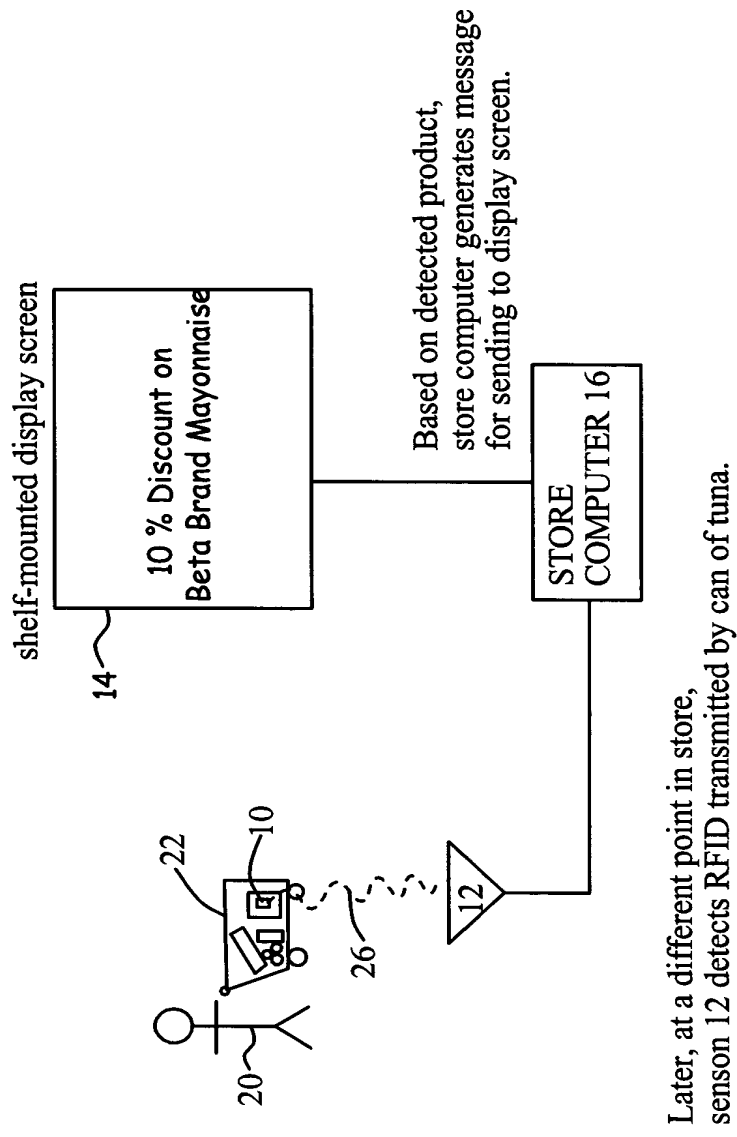 shelf-mounted display screen
14
10 % Discount on
Beta Brand Mayonnaise
22
10
20
26
12
Based on detected product,
store computer generates message
for sending to display screen.
STORE
COMPUTER 16
Later, at a different point in store,
senson 12 detects RFID transmitted by can of tuna.